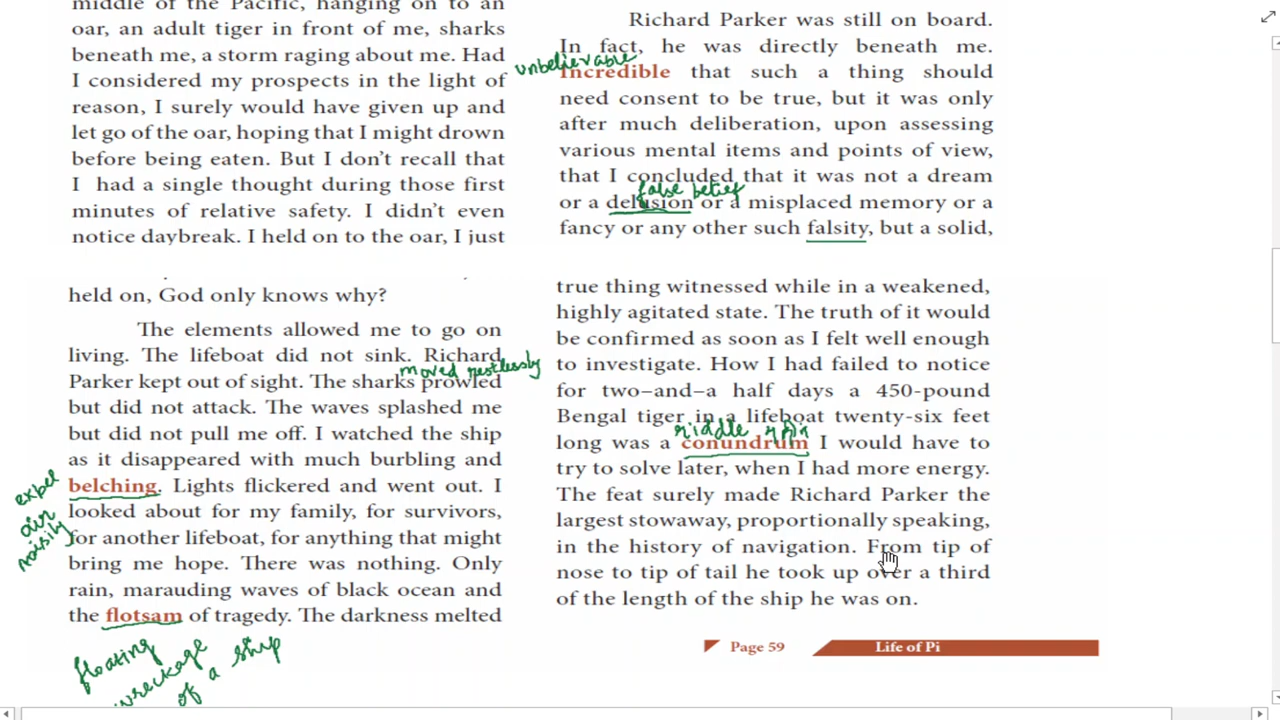 middle of the Pacific, hanging on to an
oar, an adult tiger in front of me, sharks
beneath me, a storm raging about me. Had
I considered my prospects in the light of
reason, I surely would have given up and
let go of the oar, hoping that I might drown
before being eaten. But I don't recall that
I had a single thought during those first
minutes of relative safety. I didn't even
notice daybreak. I held on to the oar, I just
held on, God only knows why?
The elements allowed me to go on
living. The lifeboat did not sink. Richard
moved restlessly
Parker kept out of sight. The sharks prowled
but did not attack. The waves splashed me
but did not pull me off. I watched the ship
as it disappeared with much burbling and
belching. Lights flickered and went out. I
expel
air
noisily
looked about for my family, for survivors,
for another lifeboat, for anything that might
bring me hope. There was nothing. Only
rain, marauding waves of black ocean and
the flotsam of tragedy. The darkness melted
floating
wreckage
of a ship
Richard Parker was still on board.
In fact, he was directly beneath me.
unbelievable
Incredible that such a thing should
need consent to be true, but it was only
after much deliberation, upon assessing
various mental items and points of view,
that I concluded that it was not a dream
false belief
or a delusion or a misplaced memory or a
fancy or any other such falsity, but a solid,
true thing witnessed while in a weakened,
highly agitated state. The truth of it would
be confirmed as soon as I felt well enough
to investigate. How I had failed to notice
for two–and–a half days a 450-pound
Bengal tiger in a lifeboat twenty-six feet
riddle
long was a conundrum I would have to
try to solve later, when I had more energy.
The feat surely made Richard Parker the
largest stowaway, proportionally speaking,
in the history of navigation. From tip of
nose to tip of tail he took up over a third
of the length of the ship he was on.
Page 59
Life of Pi